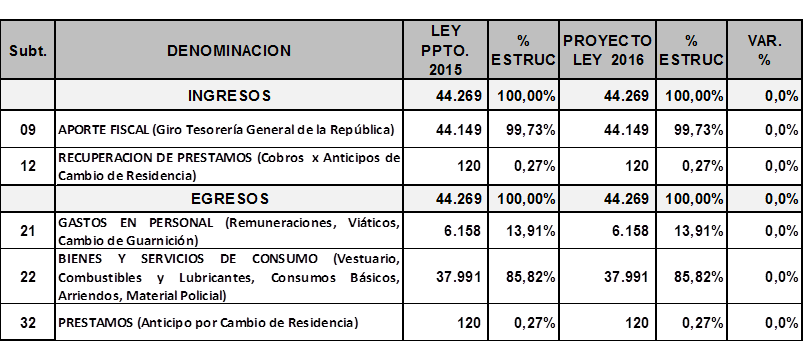 Subt. DENOMINACION LEY PPTO. 2015 % ESTRUC PROYECTO LEY 2016 % ESTRUC VAR. %
INGRESOS 44.269 100,00% 44.269 100,00% 0,0%
09 APORTE FISCAL (Giro Tesorería General de la República) 44.149 99,73% 44.149 99,73% 0,0%
12 RECUPERACION DE PRESTAMOS (Cobros x Anticipos de Cambio de Residencia) 120 0,27% 120 0,27% 0,0%
EGRESOS 44.269 100,00% 44.269 100,00% 0,0%
21 GASTOS EN PERSONAL (Remuneraciones, Viáticos, Cambio de Guarnición) 6.158 13,91% 6.158 13,91% 0,0%
22 BIENES Y SERVICIOS DE CONSUMO (Vestuario, Combustibles y Lubricantes, Consumos Básicos, Arriendos, Material Policial) 37.991 85,82% 37.991 85,82% 0,0%
32 PRESTAMOS (Anticipo por Cambio de Residencia) 120 0,27% 120 0,27% 0,0%